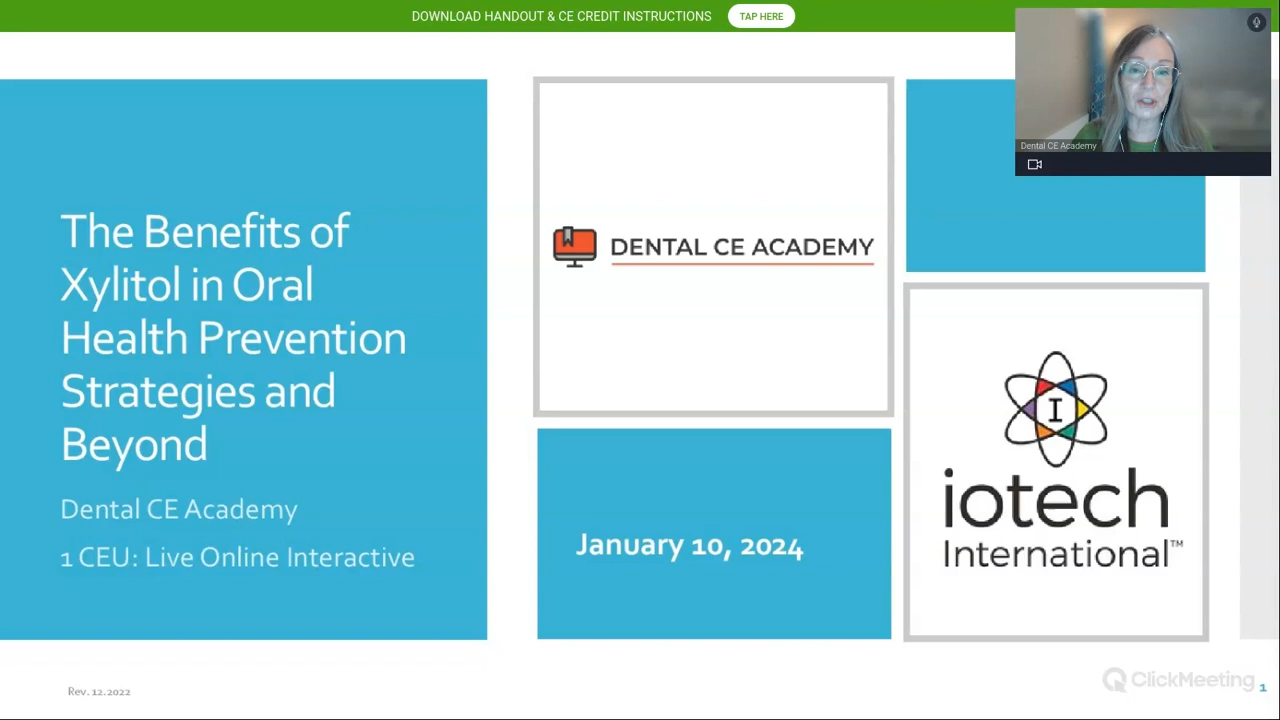 DOWNLOAD HANDOUT & CE CREDIT INSTRUCTIONS
TAP HERE
Dental CE Academy
The Benefits of
Xylitol in Oral
Health Prevention
Strategies and
Beyond
Dental CE Academy
1 CEU: Live Online Interactive
DENTAL CE ACADEMY
January 10, 2024
I
iotech
International™
Rev. 12.2022
ClickMeeting
1